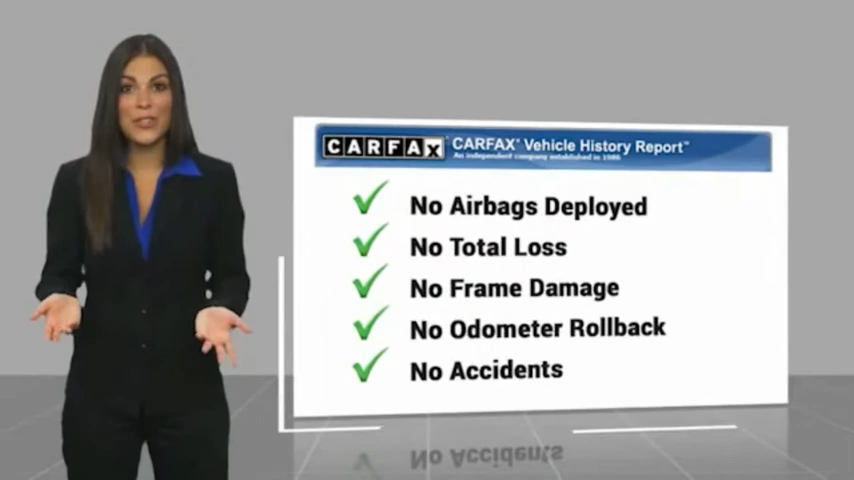 CARFAX CARFAX® Vehicle History Report™
An independent company established in 1986
No Airbags Deployed
No Total Loss
No Frame Damage
No Odometer Rollback
No Accidents
No Accidents